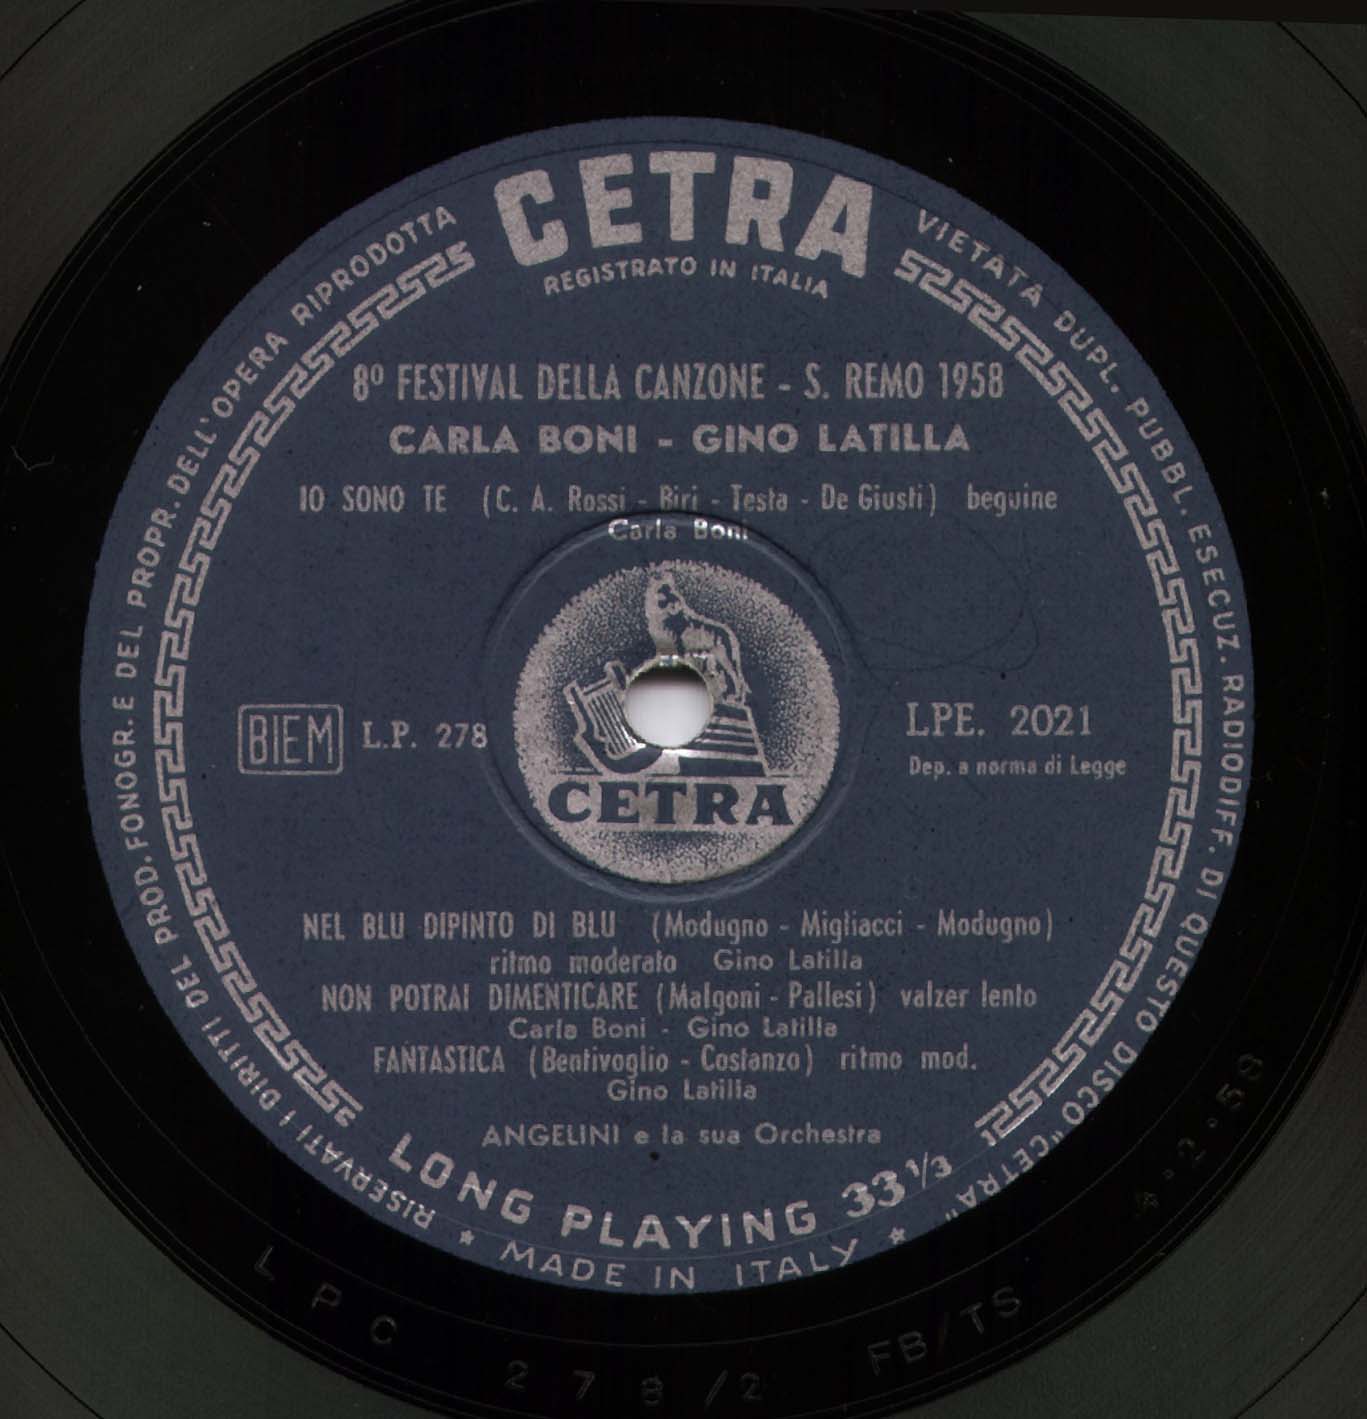 CETRA
REGISTRATO IN ITALIA
RISERVATI I DIRITTI DEL PROD. FONOGR. E DEL PROPR. DELL'OPERA RIPRODOTTA
VIETATA DUPL. PUBBL. ESECUZ. RADIODIFF. DI QUESTO DISCO "CETRA"
8º FESTIVAL DELLA CANZONE - S. REMO 1958
CARLA BONI - GINO LATILLA
IO SONO TE (C. A. Rossi - Biri - Testa - De Giusti) beguine
Carla Boni
BIEM L.P. 278
LPE. 2021
Dep. a norma di Legge
CETRA
NEL BLU DIPINTO DI BLU (Modugno - Migliacci - Modugno)
ritmo moderato Gino Latilla
NON POTRAI DIMENTICARE (Malgoni - Pallesi) valzer lento
Carla Boni - Gino Latilla
FANTASTICA (Bentivoglio - Costanzo) ritmo mod.
Gino Latilla
ANGELINI e la sua Orchestra
LONG PLAYING 33 1/3
* MADE IN ITALY *
LPC 278/2 FB/TS 4.2.58